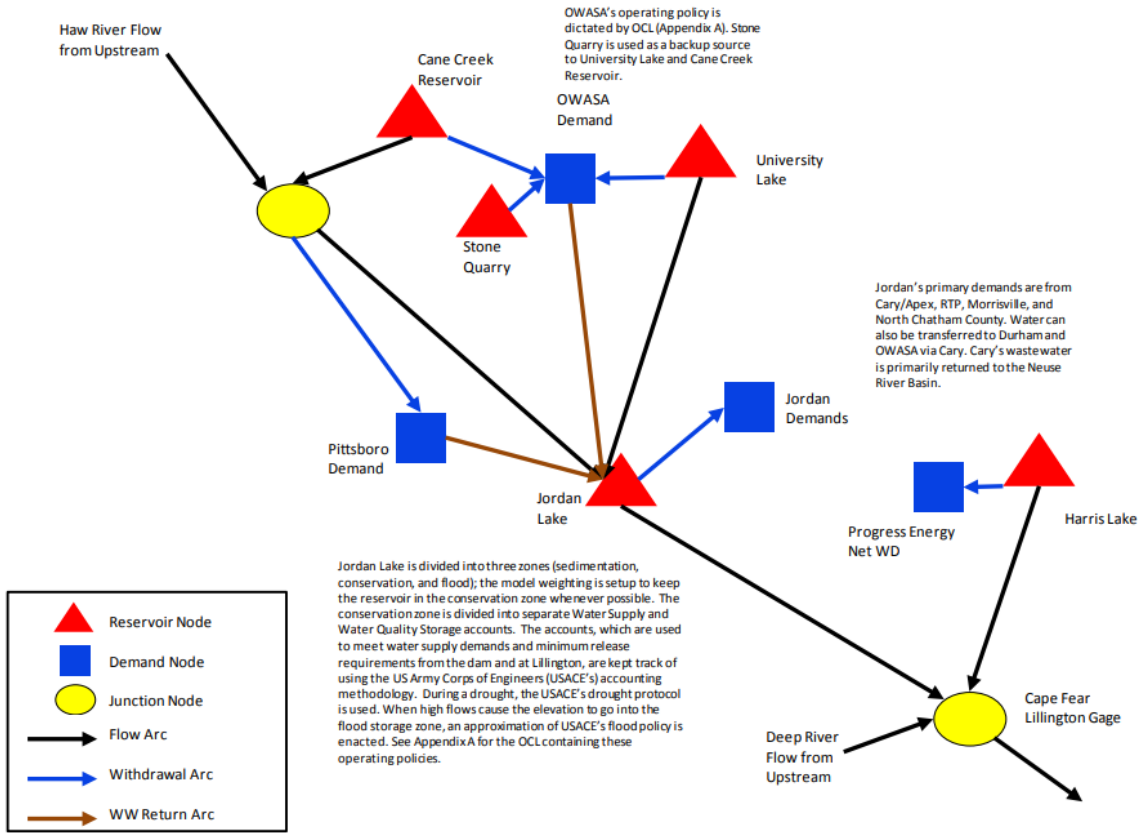 Haw River Flow
from Upstream
Cane Creek
Reservoir
OWASA's operating policy is
dictated by OCL (Appendix A). Stone
Quarry is used as a backup source
to University Lake and Cane Creek
Reservoir.
OWASA
Demand
University
Lake
Stone
Quarry
Jordan's primary demands are from
Cary/Apex, RTP, Morrisville, and
North Chatham County. Water can
also be transferred to Durham and
OWASA via Cary. Cary's wastewater
is primarily returned to the Neuse
River Basin.
Jordan
Demands
Pittsboro
Demand
Jordan
Lake
Harris Lake
Progress Energy
Net WD
Jordan Lake is divided into three zones (sedimentation,
conservation, and flood); the model weighting is setup to keep
the reservoir in the conservation zone whenever possible. The
conservation zone is divided into separate Water Supply and
Water Quality Storage accounts. The accounts, which are used
to meet water supply demands and minimum release
requirements from the dam and at Lillington, are kept track of
using the US Army Corps of Engineers (USACE's) accounting
methodology. During a drought, the USACE's drought protocol
is used. When high flows cause the elevation to go into the
flood storage zone, an approximation of USACE's flood policy is
enacted. See Appendix A for the OCL containing these
operating policies.
Cape Fear
Lillington Gage
Deep River
Flow from
Upstream
Reservoir Node
Demand Node
Junction Node
Flow Arc
Withdrawal Arc
WW Return Arc